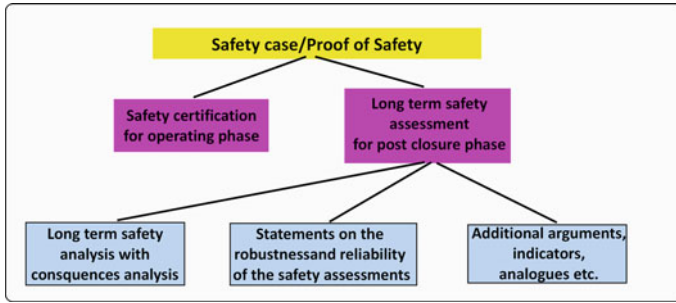 Safety case/Proof of Safety
Safety certification
for operating phase
Long term safety
assessment
for post closure phase
Long term safety
analysis with
consquences analysis
Statements on the
robustnessand reliability
of the safety assessments
Additional arguments,
indicators,
analogues etc.